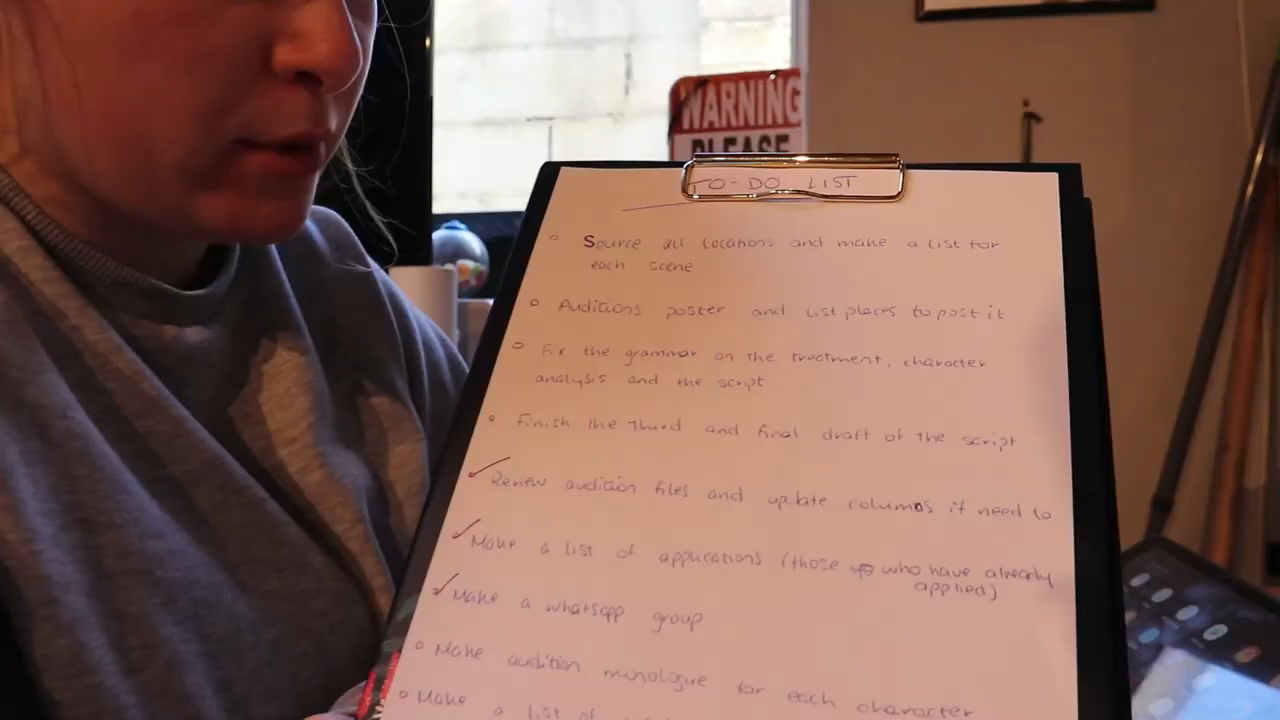 WARNING
PLEASE
TO-DO LIST
Source all locations and make a list for
each scene
Auditions poster and list places to post it
Fix the grammar on the treatment, character
analysis and the script
Finish the third and final draft of the script
Review audition files and update columns if need to
Make a list of applications (those who have already
applied)
Make a whatsapp group
Make audition monologue for each character
Make a list of